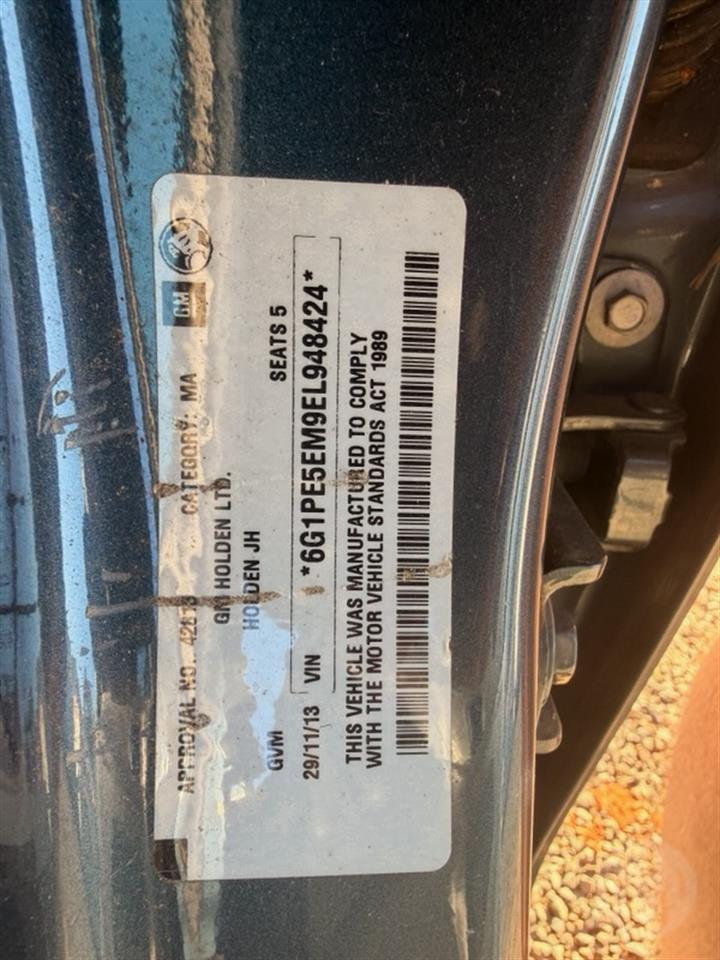 GM
APPROVAL NO. 42813 CATEGORY: MA
GM HOLDEN LTD.
HOLDEN JH
GVM SEATS 5
29/11/13 VIN *6G1PE5EM9EL948424*
THIS VEHICLE WAS MANUFACTURED TO COMPLY
WITH THE MOTOR VEHICLE STANDARDS ACT 1989